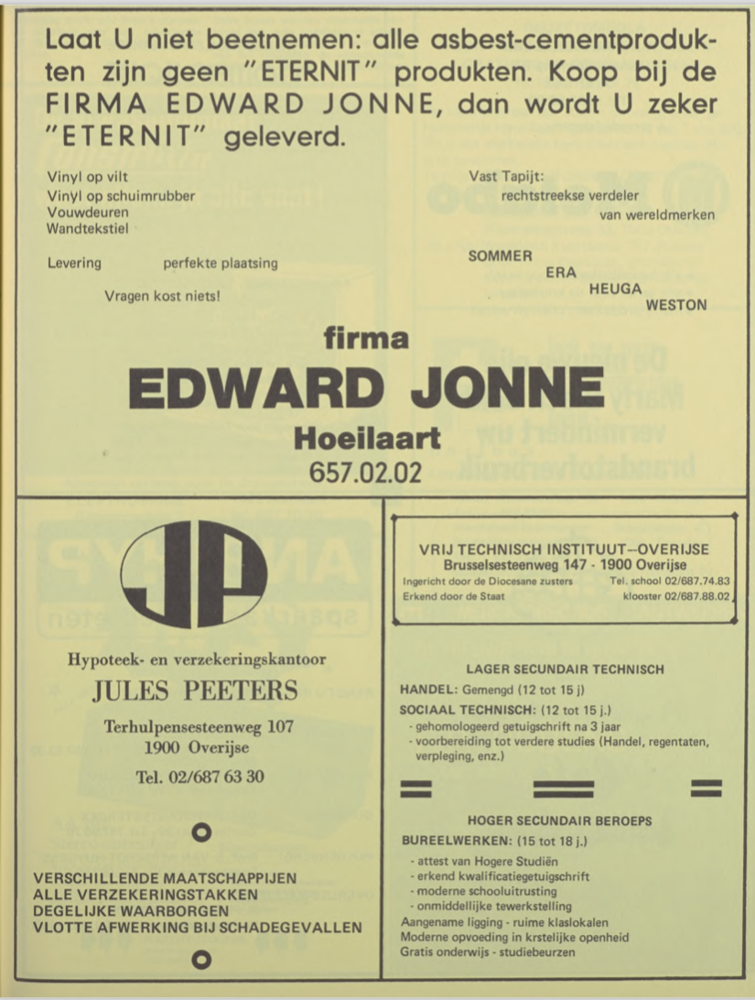 Laat U niet beetnemen: alle asbest-cementproduk-
ten zijn geen "ETERNIT" produkten. Koop bij de
FIRMA EDWARD JONNE, dan wordt U zeker
"ETERNIT" geleverd.
Vinyl op vilt
Vinyl op schuimrubber
Vouwdeuren
Wandtekstiel
Levering perfekte plaatsing
Vragen kost niets!
Vast Tapijt:
rechtstreekse verdeler
van wereldmerken
SOMMER
ERA
HEUGA
WESTON
firma
EDWARD JONNE
Hoeilaart
657.02.02
JP
Hypoteek- en verzekeringskantoor
JULES PEETERS
Terhulpensesteenweg 107
1900 Overijse
Tel. 02/687 63 30
VERSCHILLENDE MAATSCHAPPIJEN
ALLE VERZEKERINGSTAKKEN
DEGELIJKE WAARBORGEN
VLOTTE AFWERKING BIJ SCHADEGEVALLEN
VRIJ TECHNISCH INSTITUUT-OVERIJSE
Brusselsesteenweg 147 - 1900 Overijse
Ingericht door de Diocesane zusters Tel. school 02/687.74.83
Erkend door de Staat klooster 02/687.88.02
LAGER SECUNDAIR TECHNISCH
HANDEL: Gemengd (12 tot 15 j)
SOCIAAL TECHNISCH: (12 tot 15 j.)
- gehomologeerd getuigschrift na 3 jaar
- voorbereiding tot verdere studies (Handel, regentaten,
verpleging, enz.)
HOGER SECUNDAIR BEROEPS
BUREELWERKEN: (15 tot 18 j.)
- attest van Hogere Studiën
- erkend kwalificatiegetuigschrift
- moderne schooluitrusting
- onmiddellijke tewerkstelling
Aangename ligging - ruime klaslokalen
Moderne opvoeding in krstelijke openheid
Gratis onderwijs - studiebeurzen